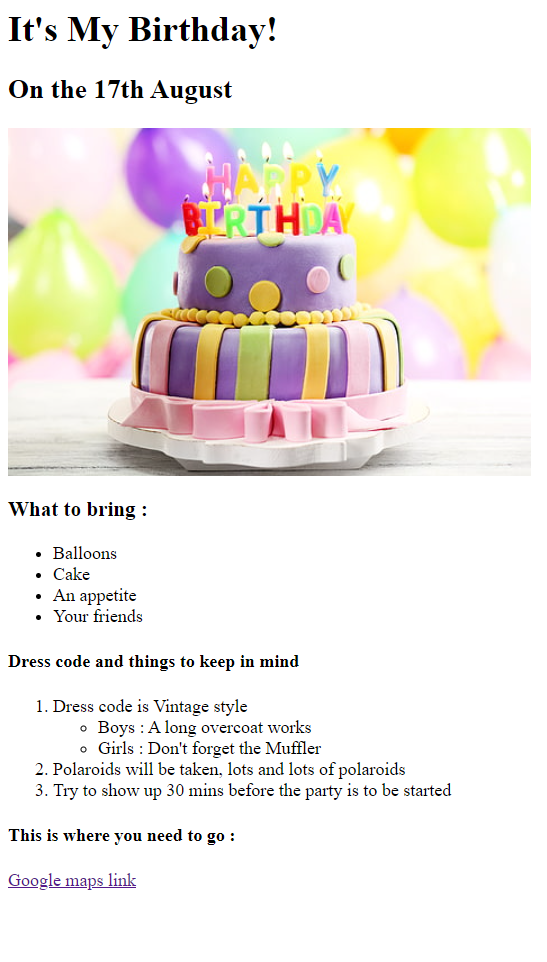 It's My Birthday!
On the 17th August
HAPPY
BIRTHDAY
What to bring :
Balloons
Cake
An appetite
Your friends
Dress code and things to keep in mind
1. Dress code is Vintage style
Boys : A long overcoat works
Girls : Don't forget the Muffler
2. Polaroids will be taken, lots and lots of polaroids
3. Try to show up 30 mins before the party is to be started
This is where you need to go :
Google maps link